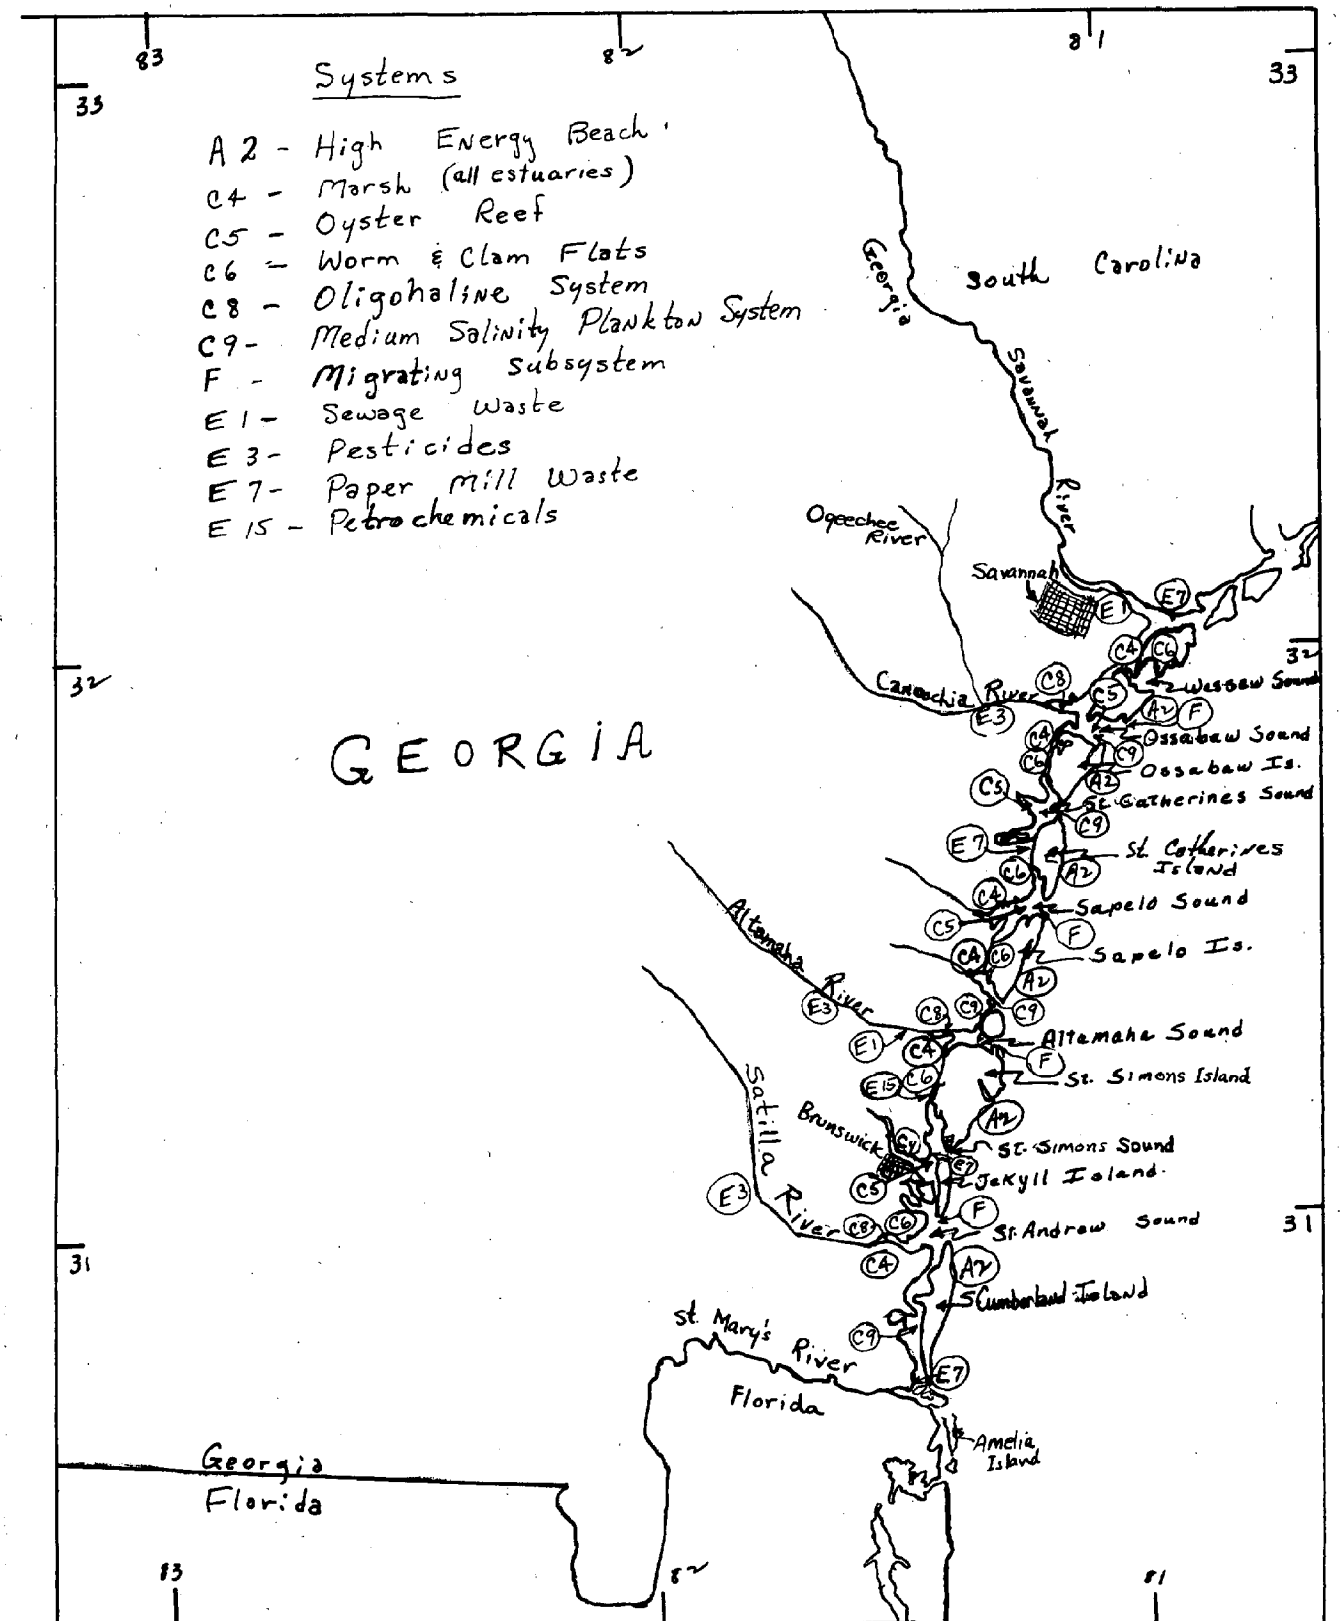 83
82
81
33
33
Systems
A2 - High Energy Beach.
C4 - Marsh (all estuaries)
C5 - Oyster Reef
C6 - Worm & Clam Flats
C8 - Oligohaline System
C9 - Medium Salinity Plankton System
F - Migrating Subsystem
E1 - Sewage Waste
E3 - Pesticides
E7 - Paper Mill Waste
E15 - Petrochemicals
Georgia
South Carolina
Savannah
River
Ogeechee
River
Savannah
E1
E7
C4
C6
32
32
Canoochia River
C8
C5
Wassaw Sound
E3
A2
F
C4
Ossabaw Sound
C6
C9
Ossabaw Is.
A2
GEORGIA
C5
St. Catherines Sound
C9
E7
St. Catherines
Island
C6
A2
C4
Sapelo Sound
C5
F
C4
C6
Sapelo Is.
A2
Altamaha River
E3
C8
C9
C9
E1
C4
Altamaha Sound
F
E15
C6
St. Simons Island
A2
Satilla River
Brunswick
C4
St. Simons Sound
E7
C5
Jekyll Island.
E3
F
C8
C6
St. Andrew Sound
31
31
C4
A2
Cumberland Island
St. Mary's River
C9
E7
Florida
Amelia
Island
Georgia
Florida
83
82
81